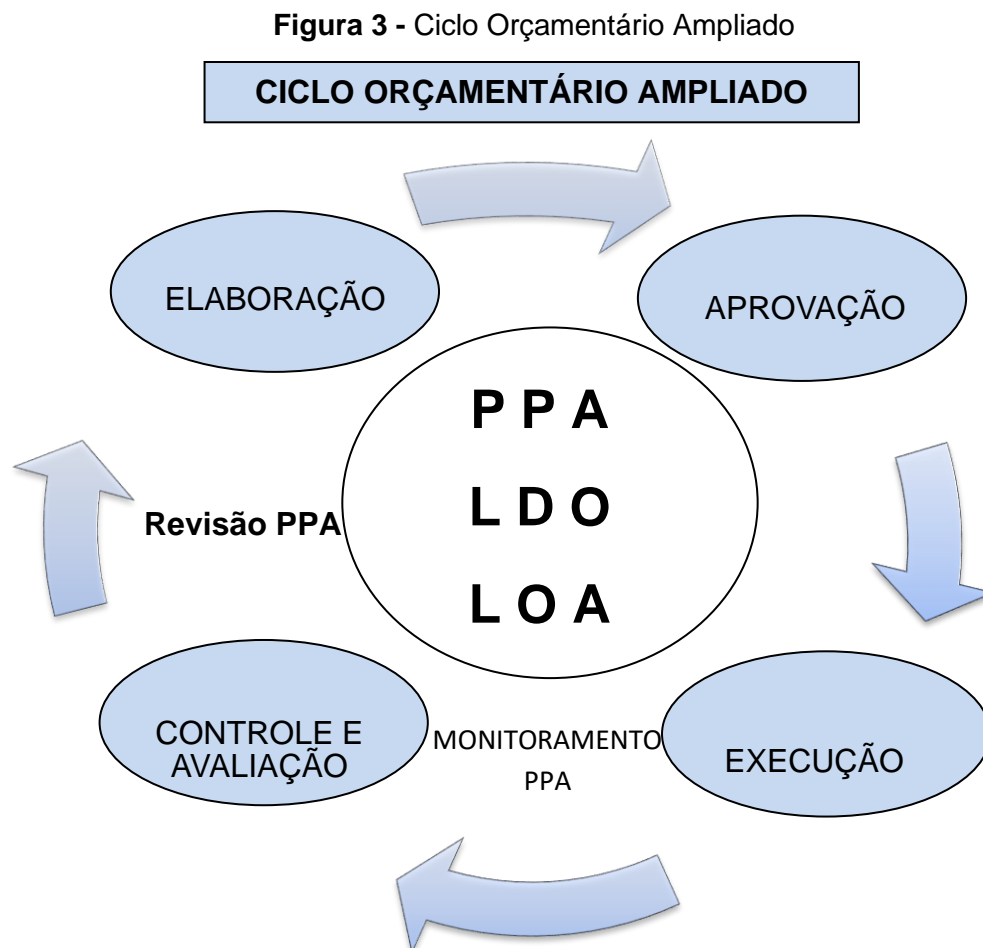 Figura 3 - Ciclo Orçamentário Ampliado
CICLO ORÇAMENTÁRIO AMPLIADO
ELABORAÇÃO
APROVAÇÃO
P P A
L D O
L O A
Revisão PPA
CONTROLE E
AVALIAÇÃO
MONITORAMENTO
PPA
EXECUÇÃO